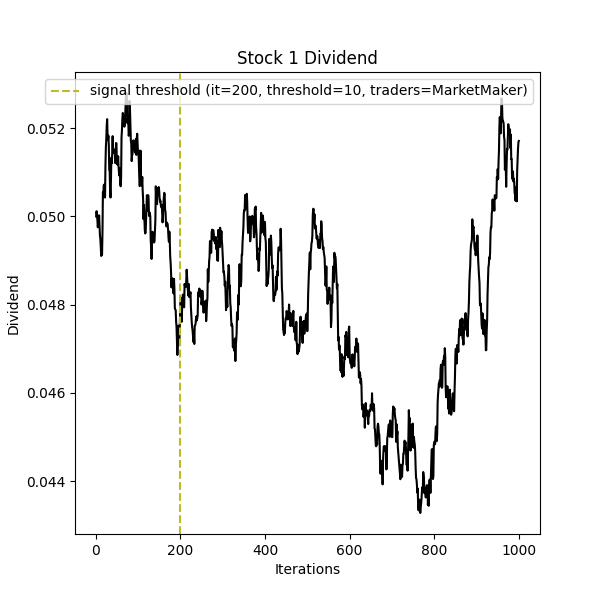 Stock 1 Dividend
signal threshold (it=200, threshold=10, traders=MarketMaker)
0.052
0.050
0.048
0.046
0.044
Dividend
0 200 400 600 800 1000
Iterations